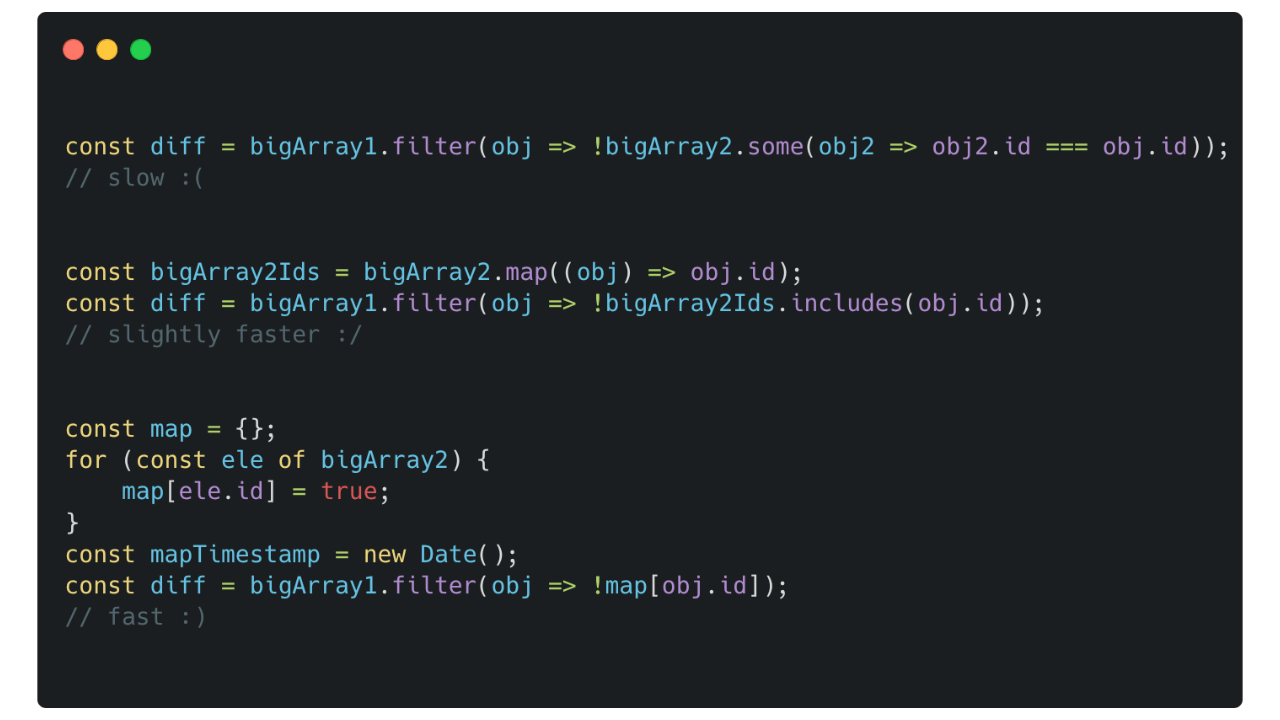 const diff = bigArray1.filter(obj => !bigArray2.some(obj2 => obj2.id === obj.id));
// slow :(
const bigArray2Ids = bigArray2.map((obj) => obj.id);
const diff = bigArray1.filter(obj => !bigArray2Ids.includes(obj.id));
// slightly faster :/
const map = {};
for (const ele of bigArray2) {
    map[ele.id] = true;
}
const mapTimestamp = new Date();
const diff = bigArray1.filter(obj => !map[obj.id]);
// fast :)